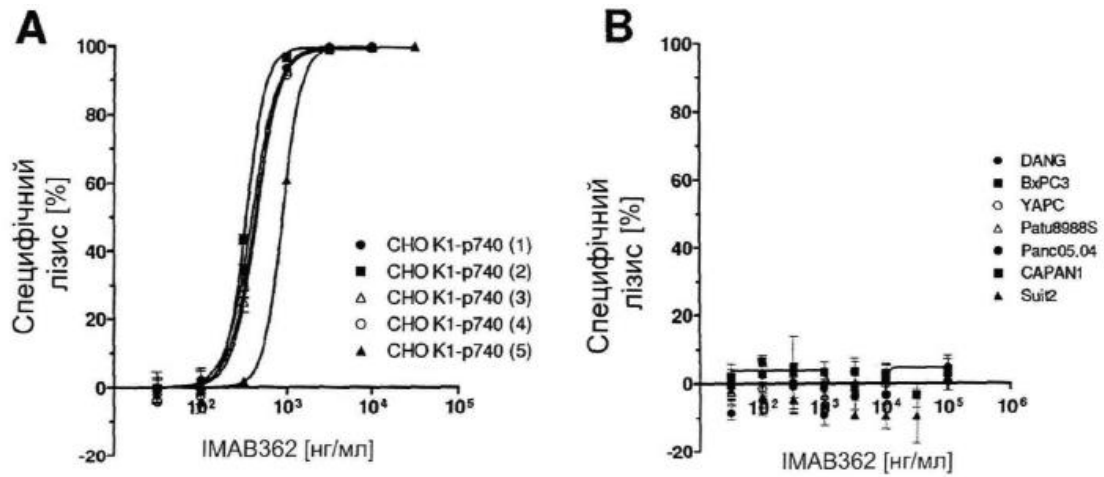 A
Специфічний
лізис [%]
100
80
60
40
20
0
-20
10²
10³
10⁴
10⁵
IMAB362 [нг/мл]
CHO K1-p740 (1)
CHO K1-p740 (2)
CHO K1-p740 (3)
CHO K1-p740 (4)
CHO K1-p740 (5)
B
Специфічний
лізис [%]
100
80
60
40
20
0
-20
10²
10³
10⁴
10⁵
10⁶
IMAB362 [нг/мл]
DANG
BxPC3
YAPC
Patu8988S
Panc05.04
CAPAN1
Suit2